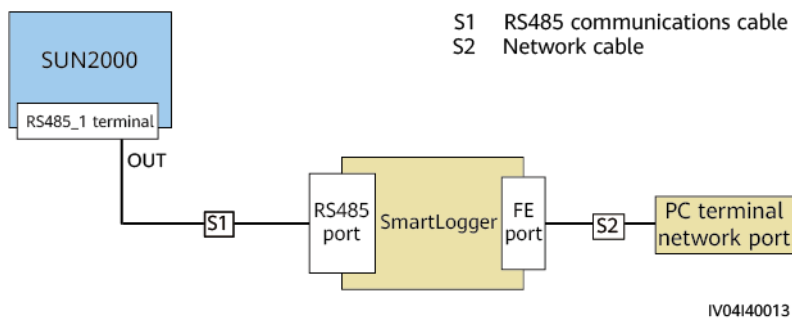 S1 RS485 communications cable
S2 Network cable
SUN2000
RS485_1 terminal
OUT
S1
RS485
port
SmartLogger
FE
port
S2
PC terminal
network port
IV04I40013